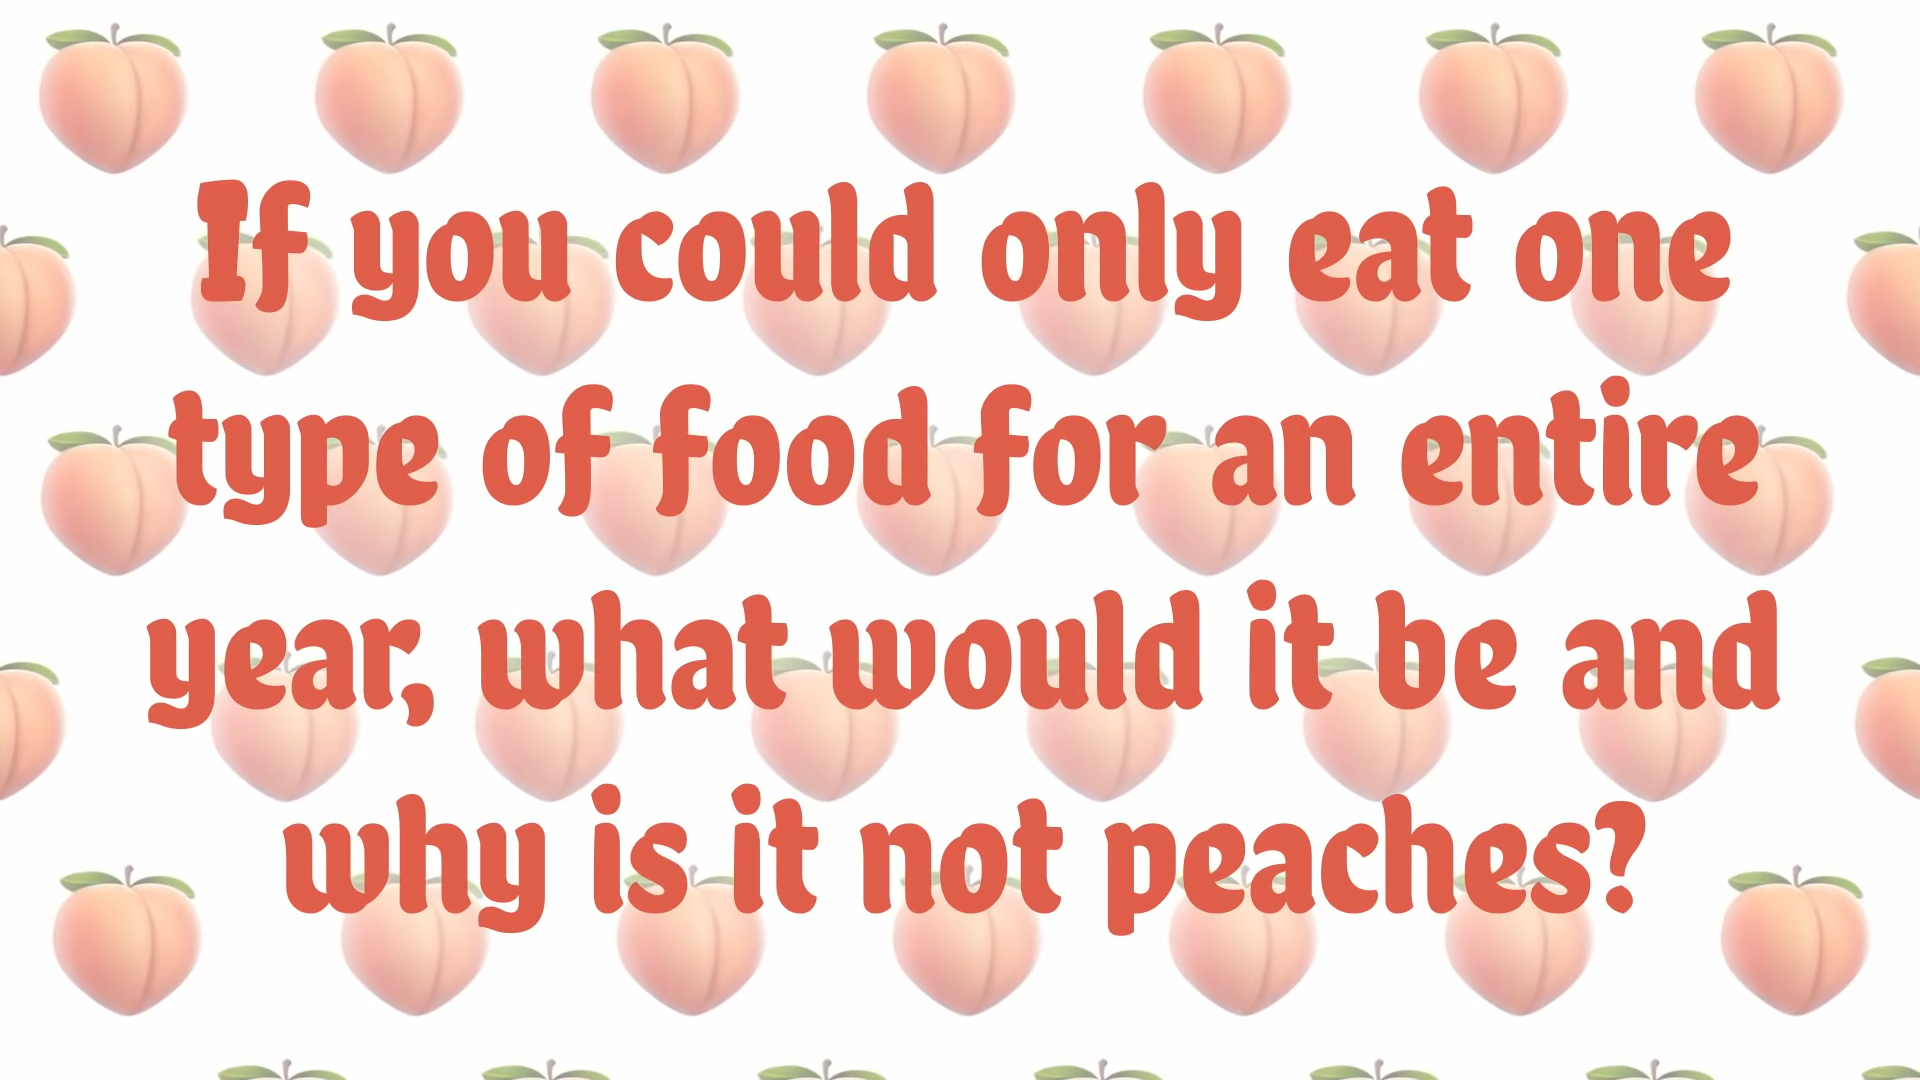 If you could only eat one
type of food for an entire
year, what would it be and
why is it not peaches?